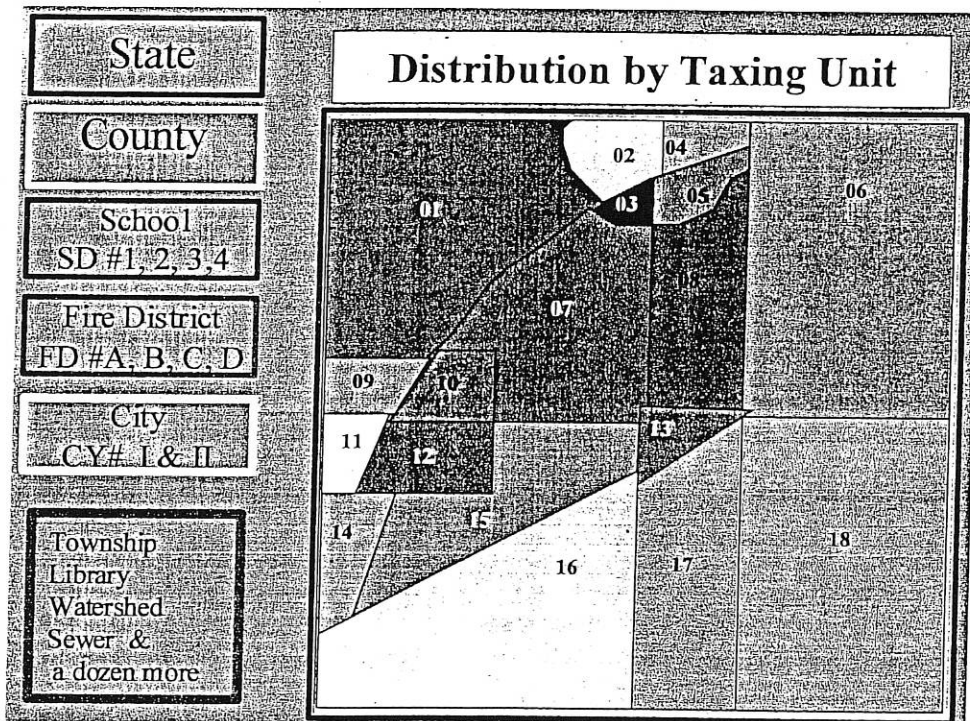 State
County
School
SD #1, 2, 3,4
Fire District
FD #A, B, C, D
City
CY# I & II
Township
Library
Watershed
Sewer &
a dozen more
Distribution by Taxing Unit
01
02
03
04
05
06
07
08
09
10
11
12
13
14
15
16
17
18